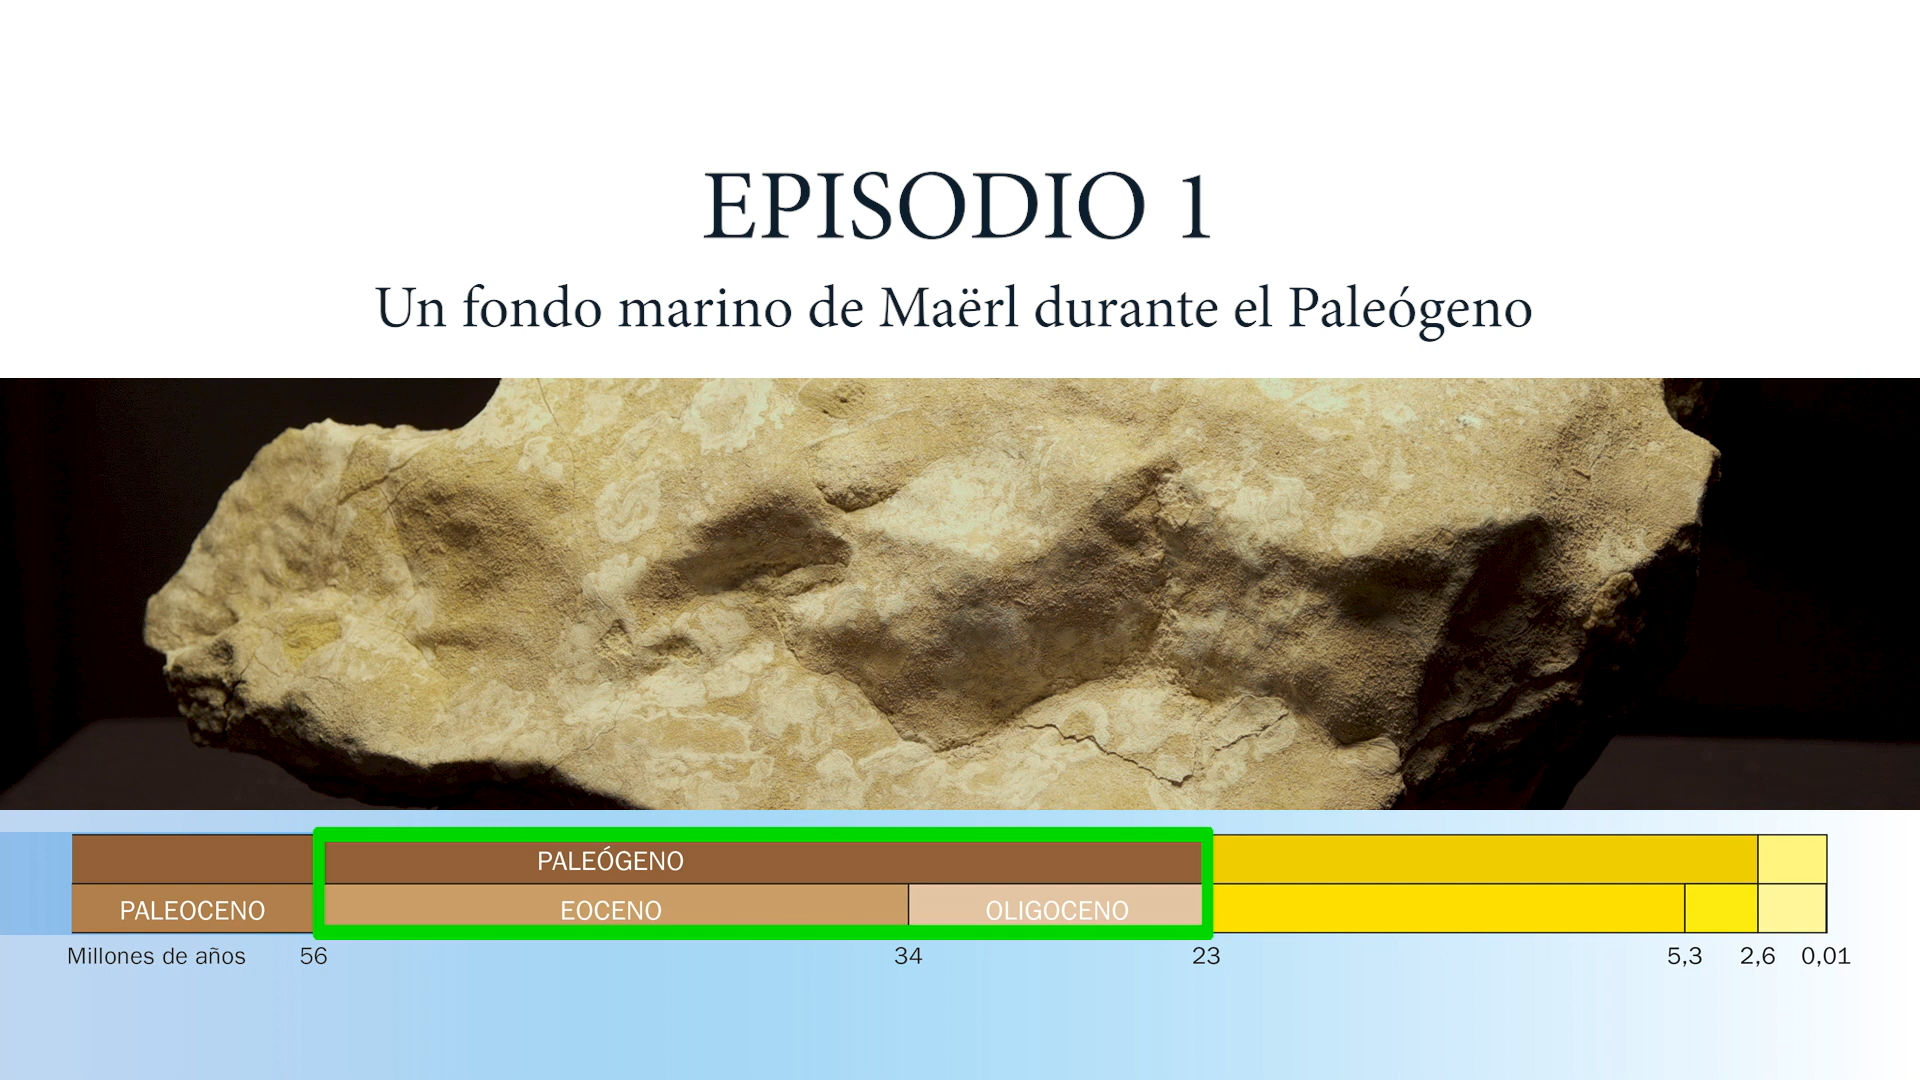 EPISODIO 1
Un fondo marino de Maërl durante el Paleógeno
PALEÓGENO
PALEOCENO EOCENO OLIGOCENO
Millones de años 56 34 23 5,3 2,6 0,01